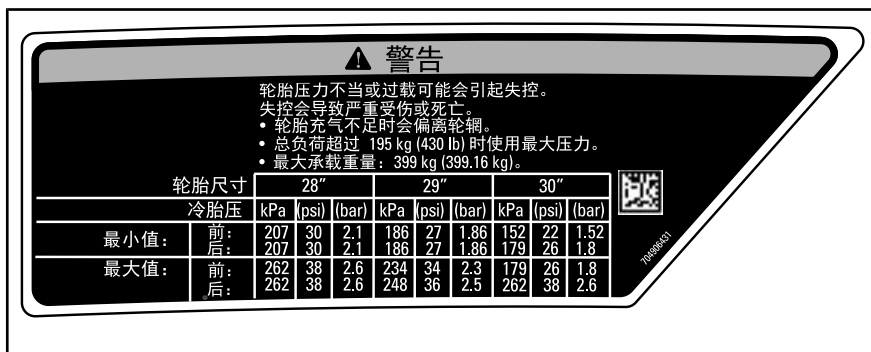 警告
轮胎压力不当或过载可能会引起失控。
失控会导致严重受伤或死亡。
• 轮胎充气不足时会偏离轮辋。
• 总负荷超过 195 kg (430 lb) 时使用最大压力。
• 最大承载重量：399 kg (399.16 kg)。
轮胎尺寸 28" 29" 30"
冷胎压 kPa (psi) (bar) kPa (psi) (bar) kPa (psi) (bar)
最小值： 前： 207 30 2.1 186 27 1.86 152 22 1.52
后： 207 30 2.1 186 27 1.86 179 26 1.8
最大值： 前： 262 38 2.6 234 34 2.3 179 26 1.8
后： 262 38 2.6 248 36 2.5 262 38 2.6
704906431